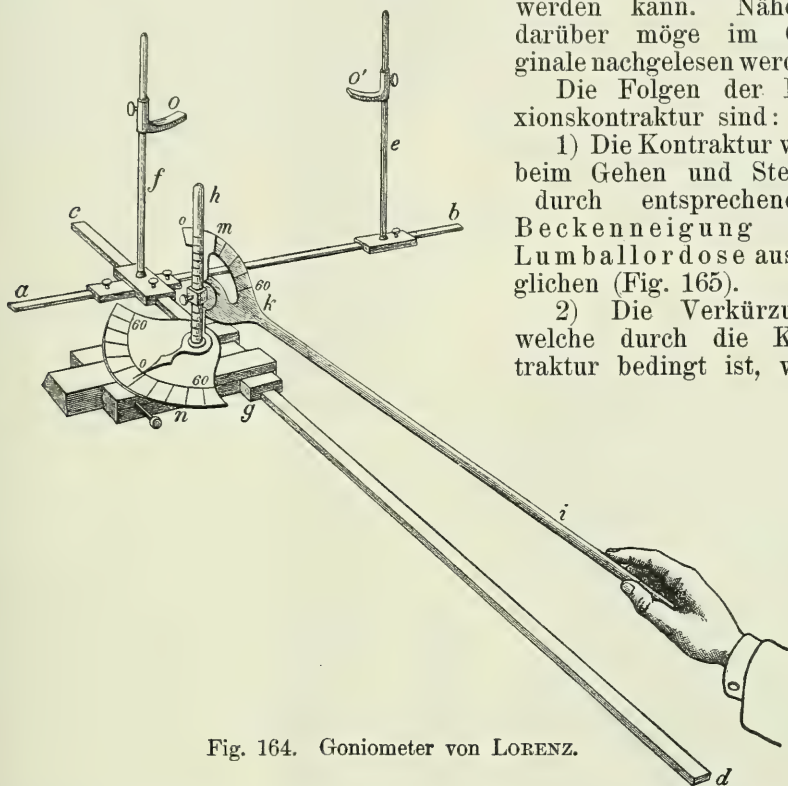 werden kann. Nähe
darüber möge im
ginale nachgelesen werd
Die Folgen der
xionskontraktur sind:
1) Die Kontraktur w
beim Gehen und Ste
durch entsprechend
Beckenneigung
Lumballordose aus
glichen (Fig. 165).
2) Die Verkürzu
welche durch die K
traktur bedingt ist, w
o
o'
f
e
h
c
b
o
m
a
60
k
60
o
60
n
g
i
d
Fig. 164. Goniometer von LORENZ.